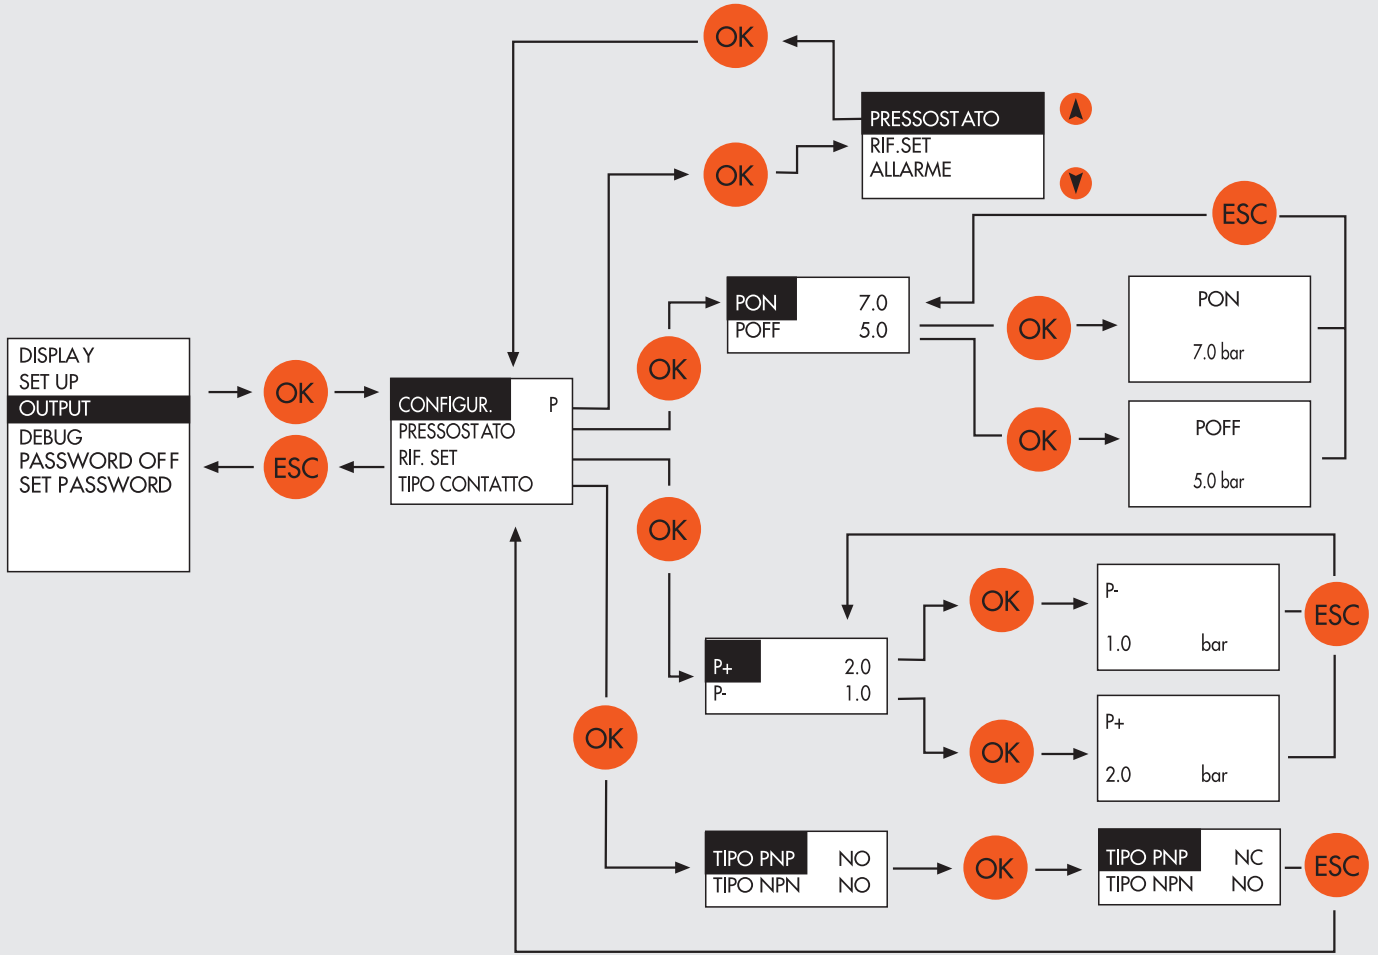 OK
PRESSOSTATO
RIF.SET
ALLARME
OK
ESC
PON 7.0
POFF 5.0
OK
PON
7.0 bar
OK
POFF
5.0 bar
OK
DISPLAY
SET UP
OUTPUT
DEBUG
PASSWORD OFF
SET PASSWORD
OK
ESC
CONFIGUR. P
PRESSOSTATO
RIF. SET
TIPO CONTATTO
OK
OK
P-
1.0 bar
ESC
P+ 2.0
P- 1.0
OK
P+
2.0 bar
OK
TIPO PNP NO
TIPO NPN NO
OK
TIPO PNP NC
TIPO NPN NO
ESC